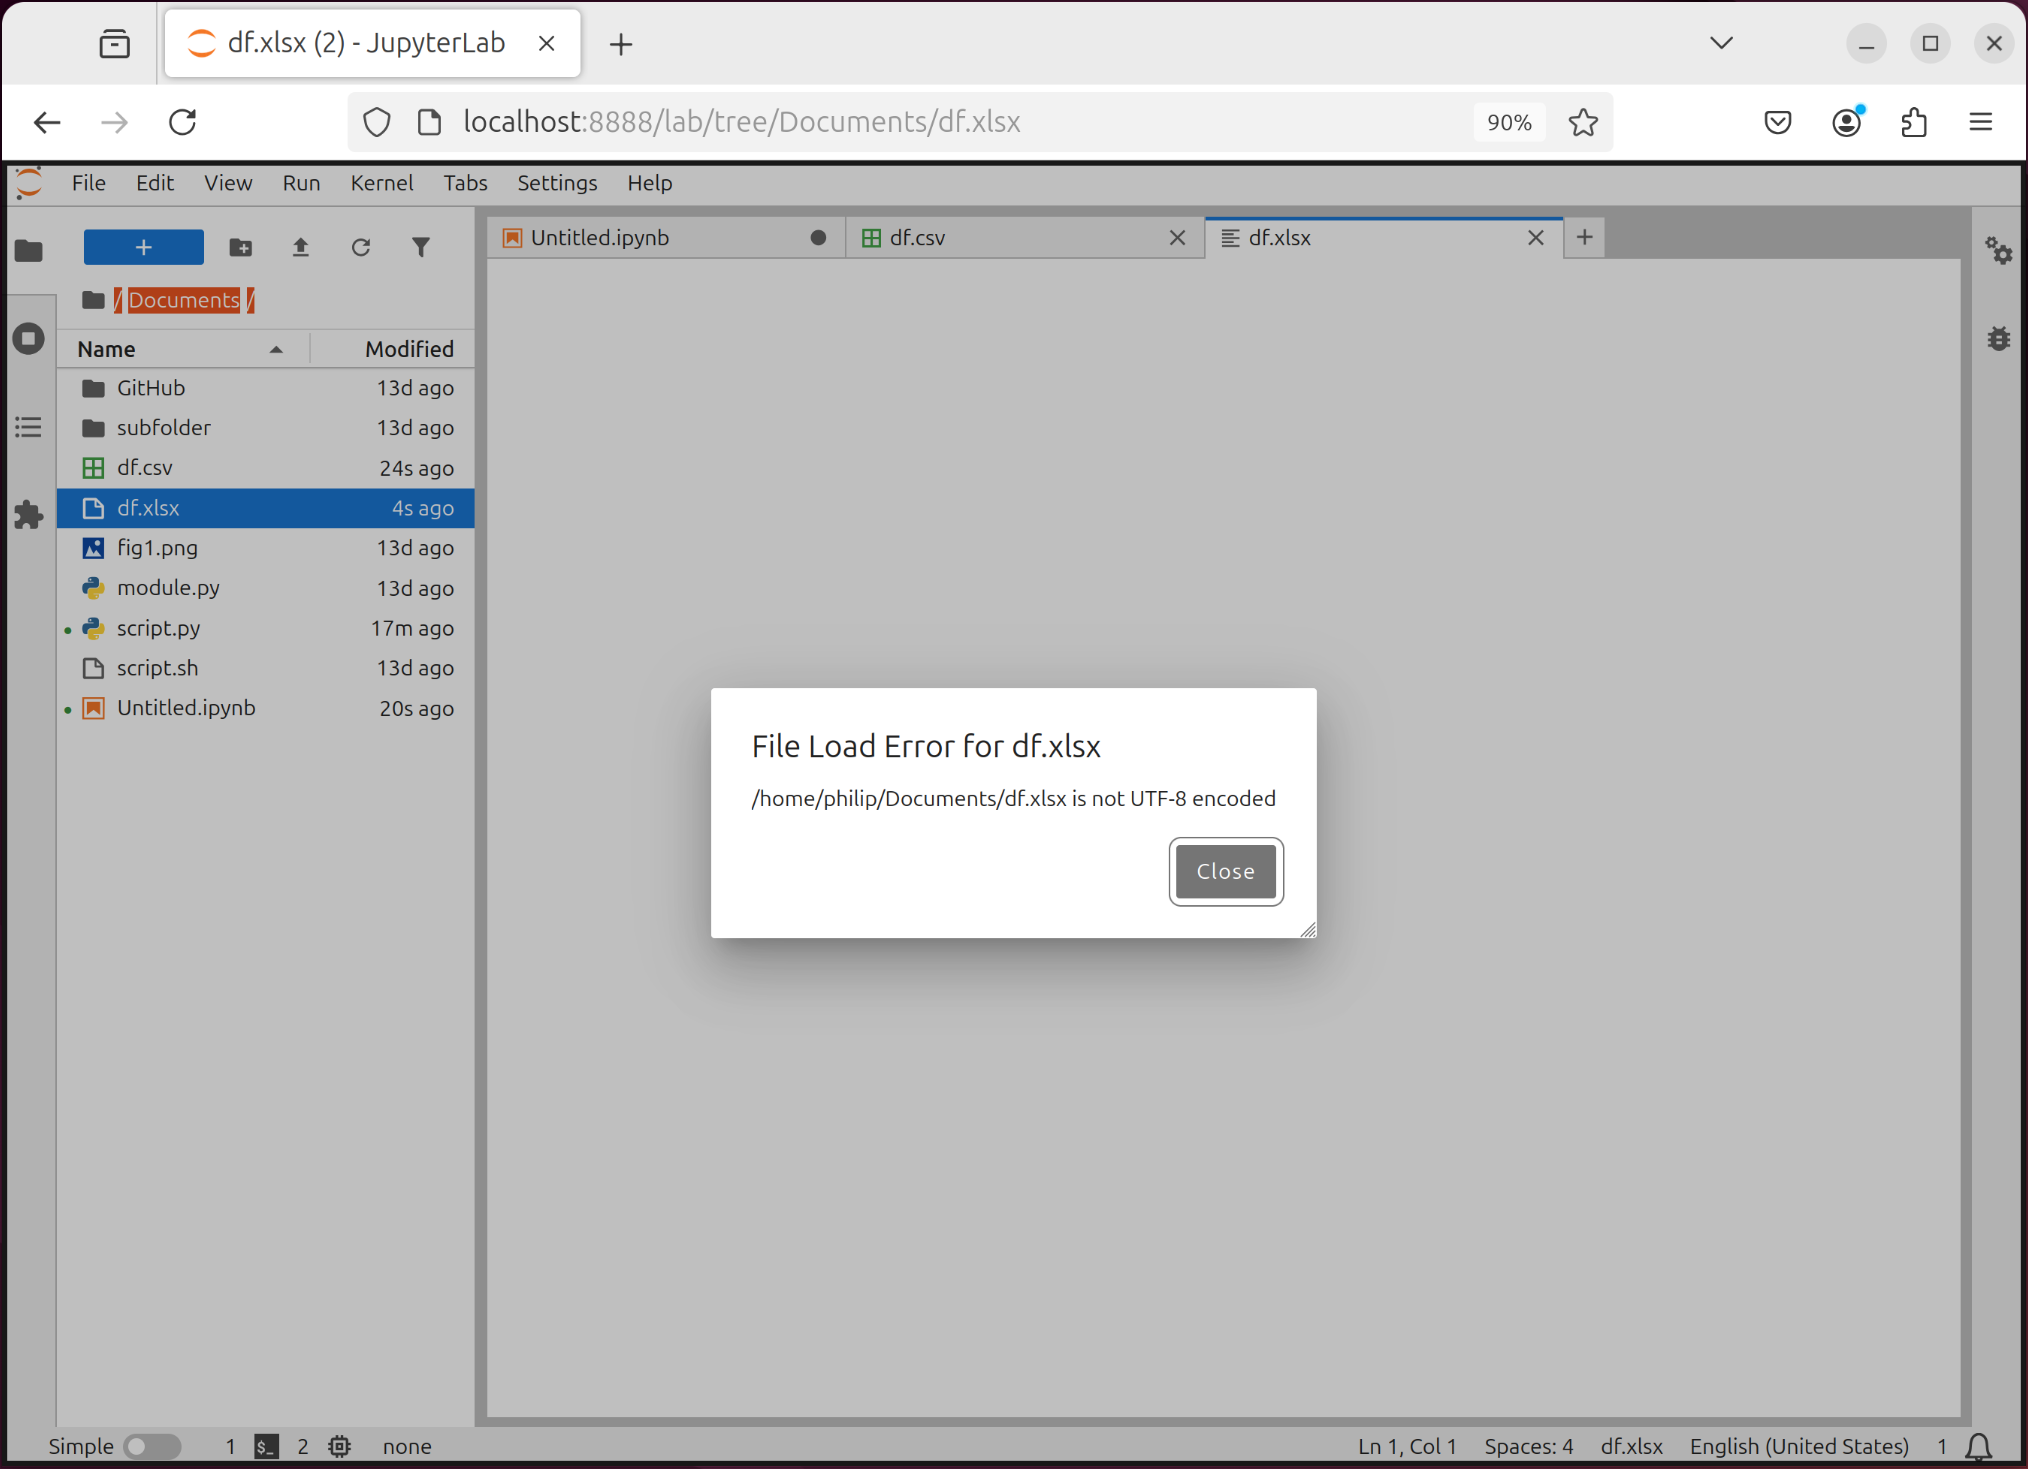 df.xlsx (2) - JupyterLab
localhost:8888/lab/tree/Documents/df.xlsx
90%
File Edit View Run Kernel Tabs Settings Help
+
Untitled.ipynb
df.csv
df.xlsx
/ Documents /
Name Modified
GitHub 13d ago
subfolder 13d ago
df.csv 24s ago
df.xlsx 4s ago
fig1.png 13d ago
module.py 13d ago
script.py 17m ago
script.sh 13d ago
Untitled.ipynb 20s ago
File Load Error for df.xlsx
/home/philip/Documents/df.xlsx is not UTF-8 encoded
Close
Simple 1 $_ 2 none Ln 1, Col 1 Spaces: 4 df.xlsx English (United States) 1